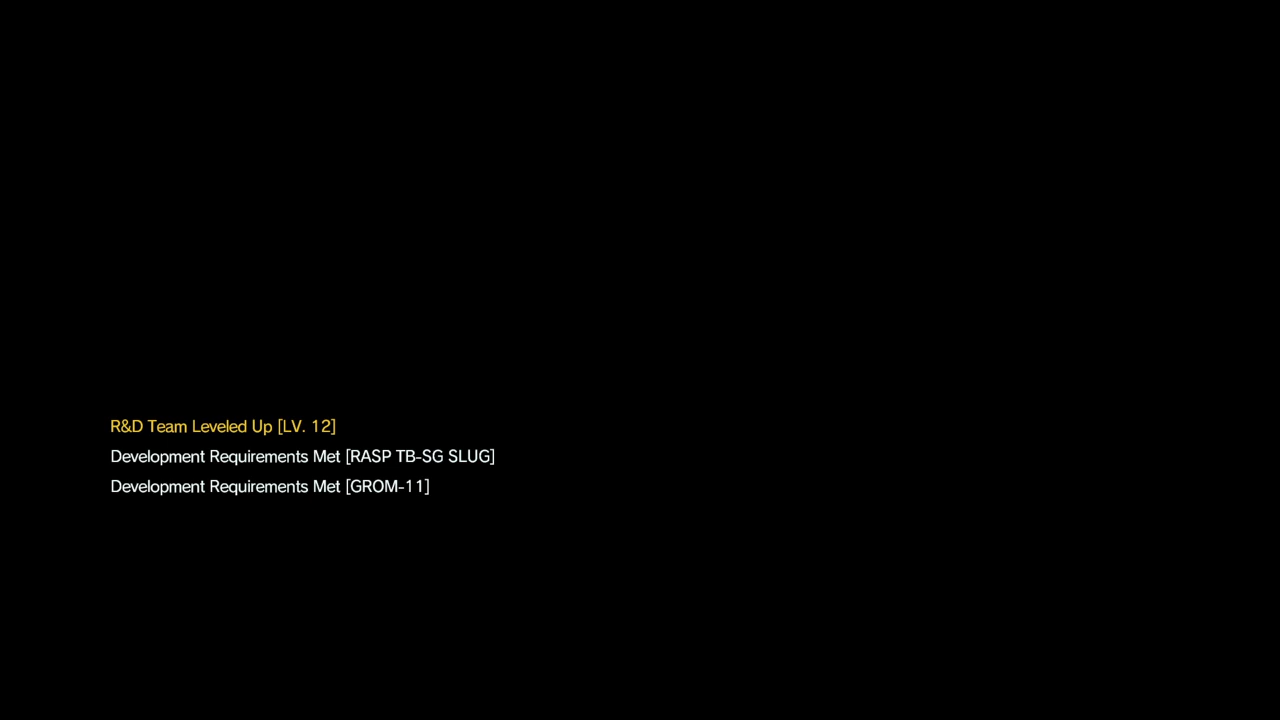 R&D Team Leveled Up [LV. 12]
Development Requirements Met [RASP TB-SG SLUG]
Development Requirements Met [GROM-11]